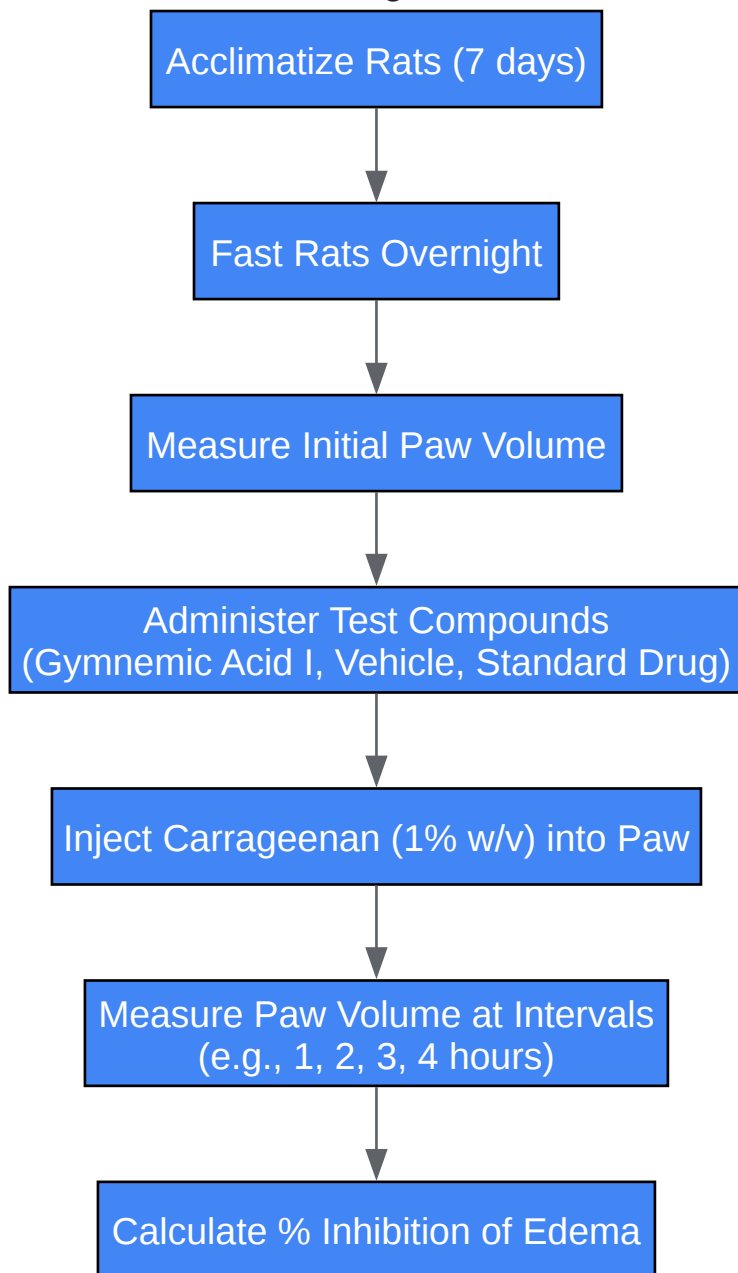 Acclimatize Rats (7 days)
Fast Rats Overnight
Measure Initial Paw Volume
Administer Test Compounds
(Gymnemic Acid I, Vehicle, Standard Drug)
Inject Carrageenan (1% w/v) into Paw
Measure Paw Volume at Intervals
(e.g., 1, 2, 3, 4 hours)
Calculate % Inhibition of Edema